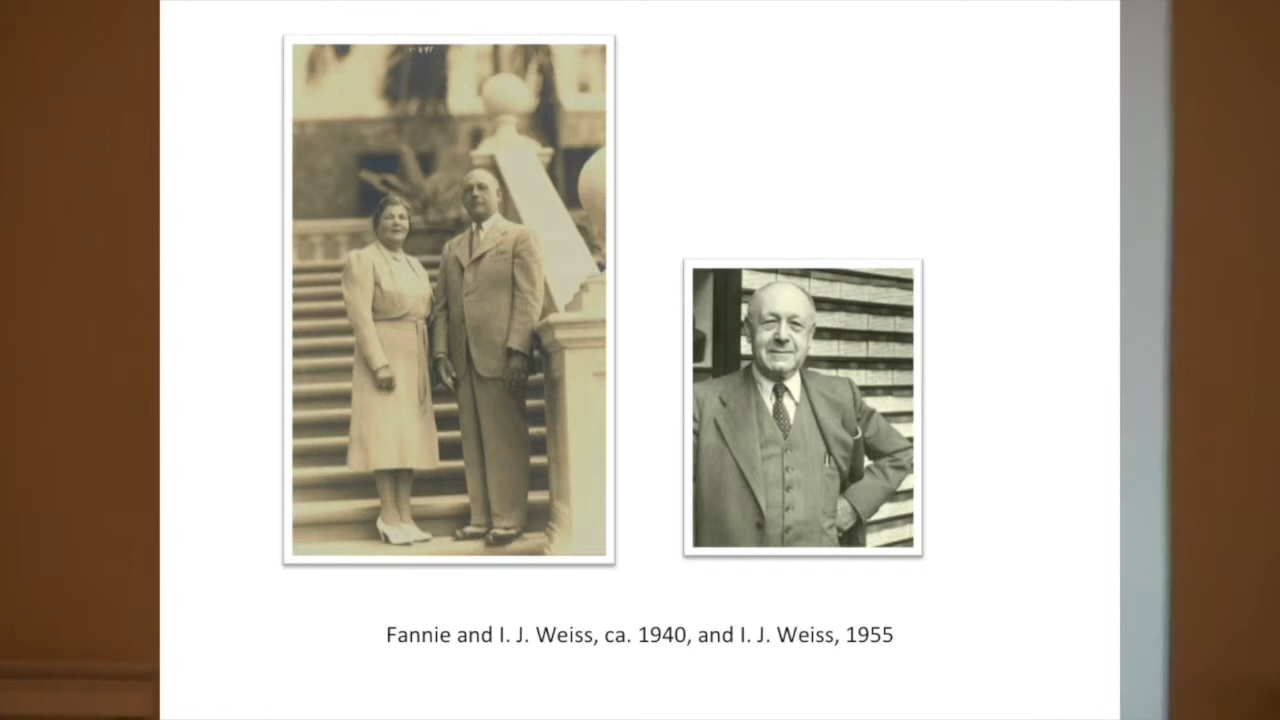 Fannie and I. J. Weiss, ca. 1940, and I. J. Weiss, 1955